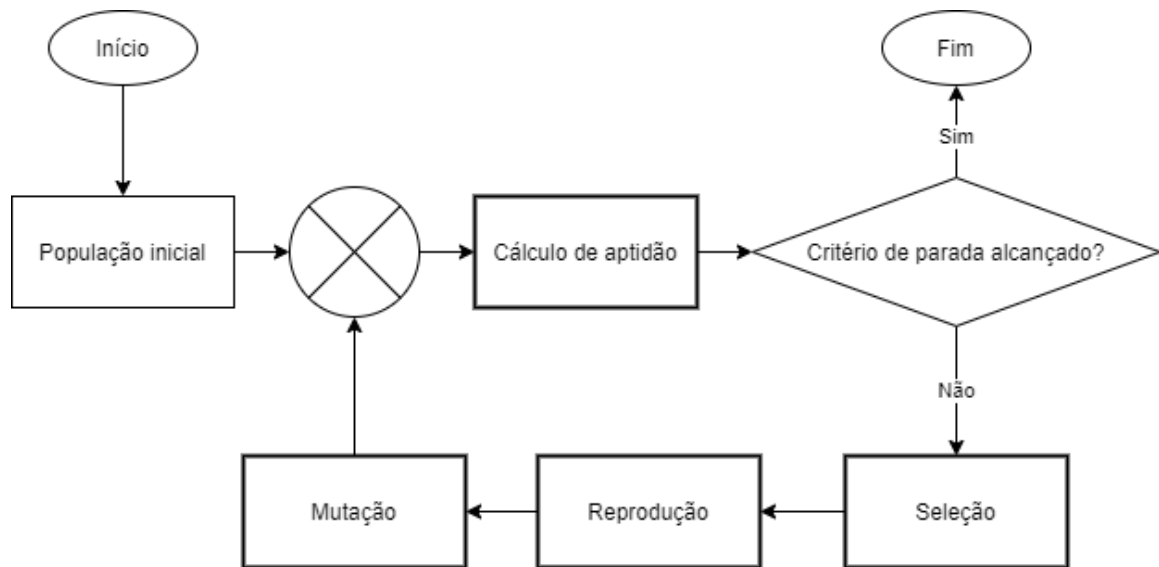 Início
Fim
Sim
População inicial
Cálculo de aptidão
Critério de parada alcançado?
Não
Mutação
Reprodução
Seleção